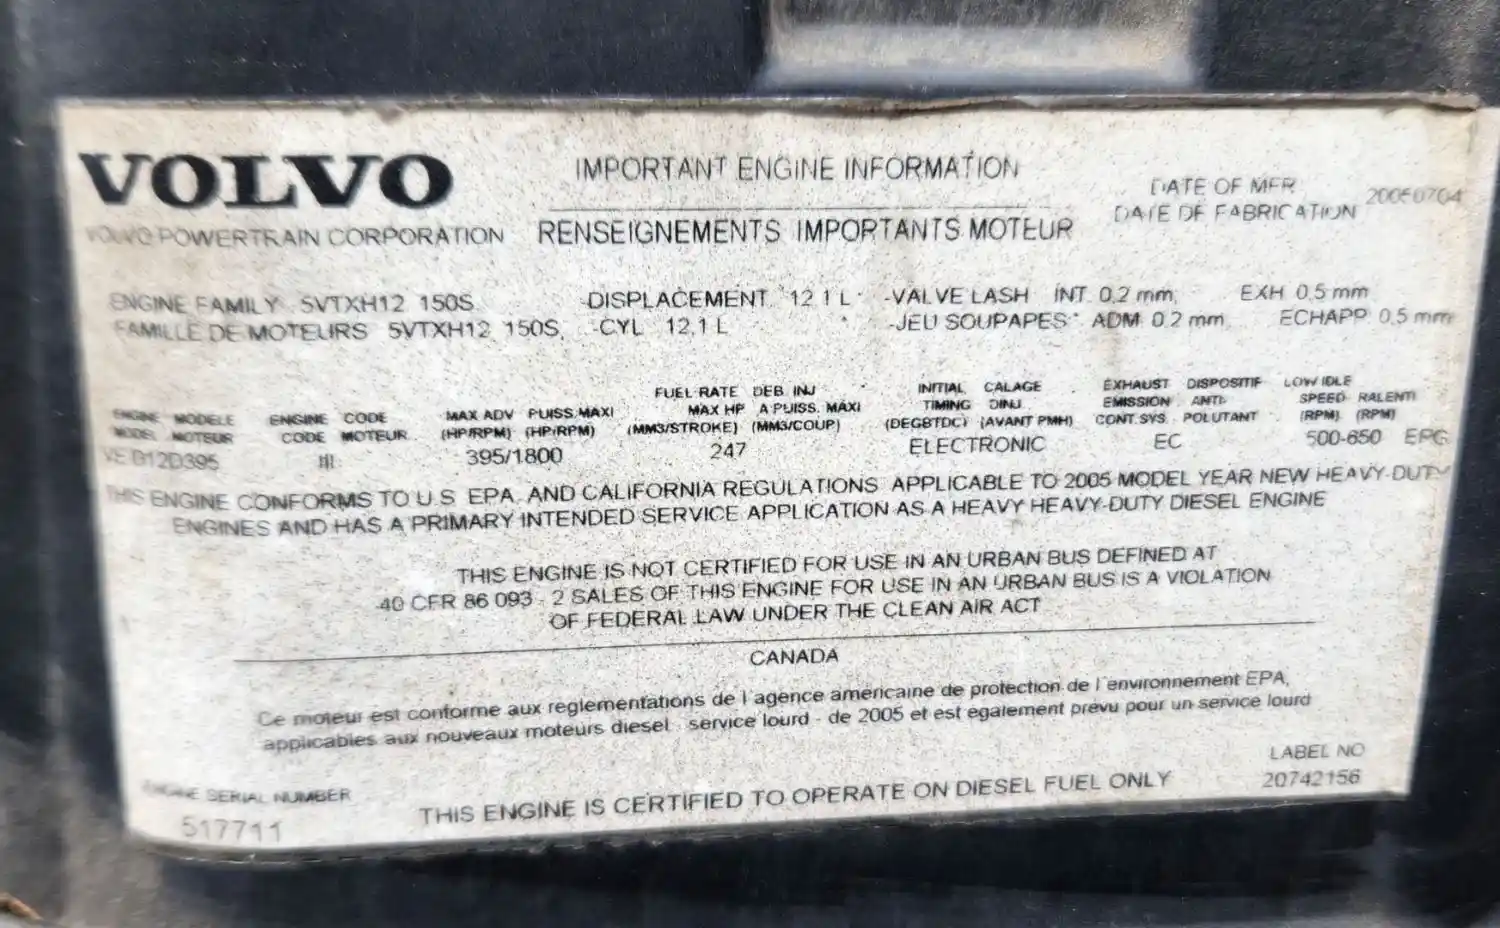 VOLVO
IMPORTANT ENGINE INFORMATION
DATE OF MFR
DATE DE FABRICATION
VOLVO POWERTRAIN CORPORATION
RENSEIGNEMENTS IMPORTANTS MOTEUR
ENGINE FAMILY 5VTXH12 150S DISPLACEMENT 12 1 L -VALVE LASH INT. 0.2 mm, EXH 0.5 mm
FAMILLE DE MOTEURS 5VTXH12 150S, -CYL 12,1 L -JEU SOUPAPES ADM 0.2 mm, ECHAPP 0.5 mm
ENGINE MODELE
MODEL MOTEUR
VE D12D395
ENGINE CODE
CODE MOTEUR
MAX ADV PUISS.MAXI
(HP/RPM) (HP/RPM)
395/1800
FUEL RATE DEB INJ
MAX HP A PUISS. MAXI
(MM3/STROKE) (MM3/COUP)
247
INITIAL CALAGE
TIMING DINJ
(DEGBTDC) (AVANT PMH)
ELECTRONIC
EXHAUST DISPOSITIF
EMISSION ANTI-
CONT.SYS. POLUTANT
EC
LOW IDLE
SPEED RALENTI
(RPM) (RPM)
500-650 EPG
THIS ENGINE CONFORMS TO U S EPA AND CALIFORNIA REGULATIONS APPLICABLE TO 2005 MODEL YEAR NEW HEAVY-DUTY
ENGINES AND HAS A PRIMARY INTENDED SERVICE APPLICATION AS A HEAVY HEAVY-DUTY DIESEL ENGINE
THIS ENGINE IS NOT CERTIFIED FOR USE IN AN URBAN BUS DEFINED AT
40 CFR 86 093 - 2 SALES OF THIS ENGINE FOR USE IN AN URBAN BUS IS A VIOLATION
OF FEDERAL LAW UNDER THE CLEAN AIR ACT
CANADA
Ce moteur est conforme aux reglementations de l'agence americaine de protection de l'environnement EPA,
applicables aux nouveaux moteurs diesel - service lourd - de 2005 et est egalement prevu pour un service lourd
LABEL NO
20742156
ENGINE SERIAL NUMBER
517711
THIS ENGINE IS CERTIFIED TO OPERATE ON DIESEL FUEL ONLY